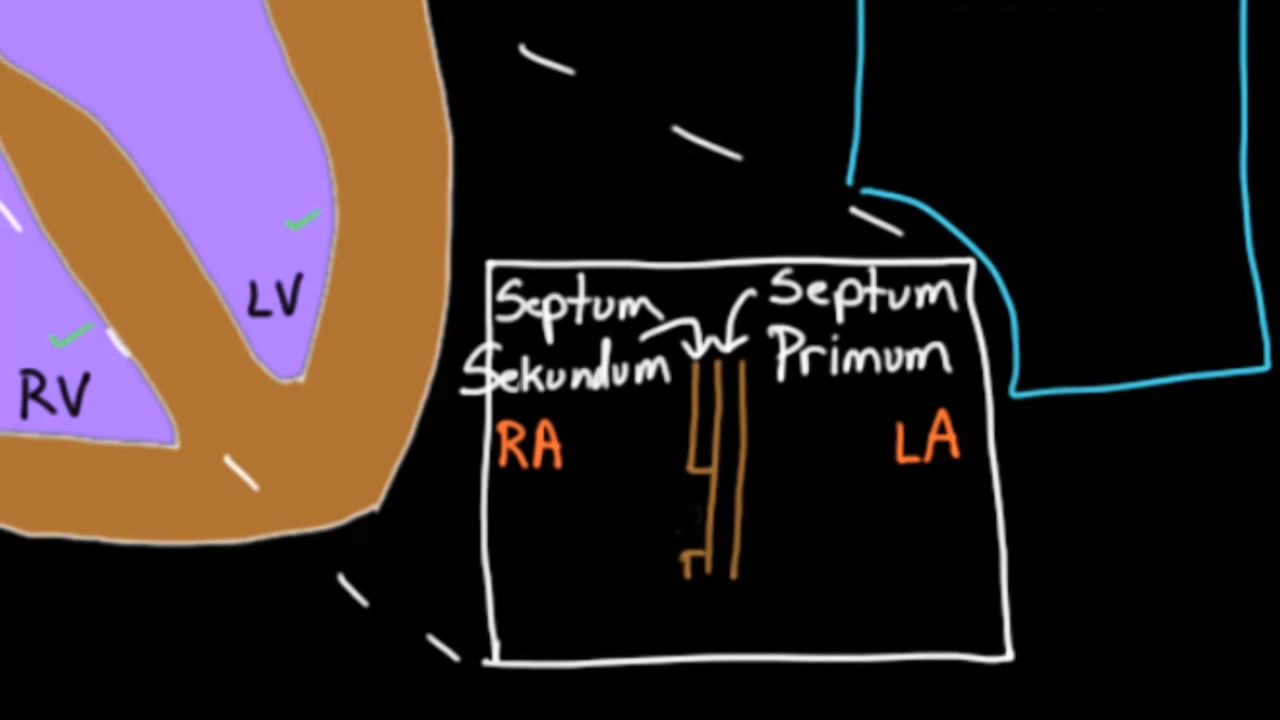 LV
RV
Septum
Sekundum
Septum
Primum
RA
LA